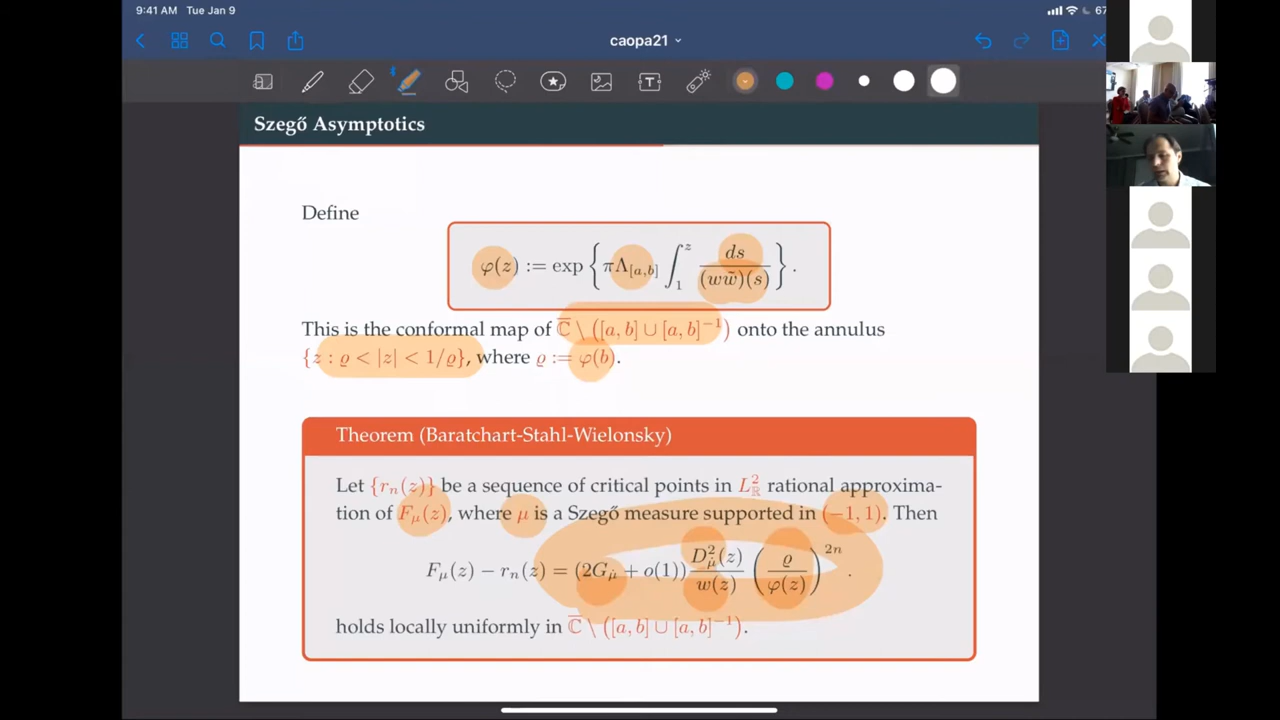 9:41 AM Tue Jan 9
caopa21
Szegő Asymptotics
Define
φ(z) := exp { πΛ_{[a,b]} ∫_1^z ds / (ww̃)(s) } .
This is the conformal map of ℂ̅ \ ([a, b] ∪ [a, b]⁻¹) onto the annulus
{z : ϱ < |z| < 1/ϱ}, where ϱ := φ(b).
Theorem (Baratchart-Stahl-Wielonsky)
Let {rₙ(z)} be a sequence of critical points in L²_ℝ rational approxima-
tion of F_μ(z), where μ is a Szegő measure supported in (−1, 1). Then
F_μ(z) − rₙ(z) = (2G_μ̇ + o(1)) D²_μ̇(z) / w(z) (ϱ / φ(z))^{2n} .
holds locally uniformly in ℂ̅ \ ([a, b] ∪ [a, b]⁻¹).